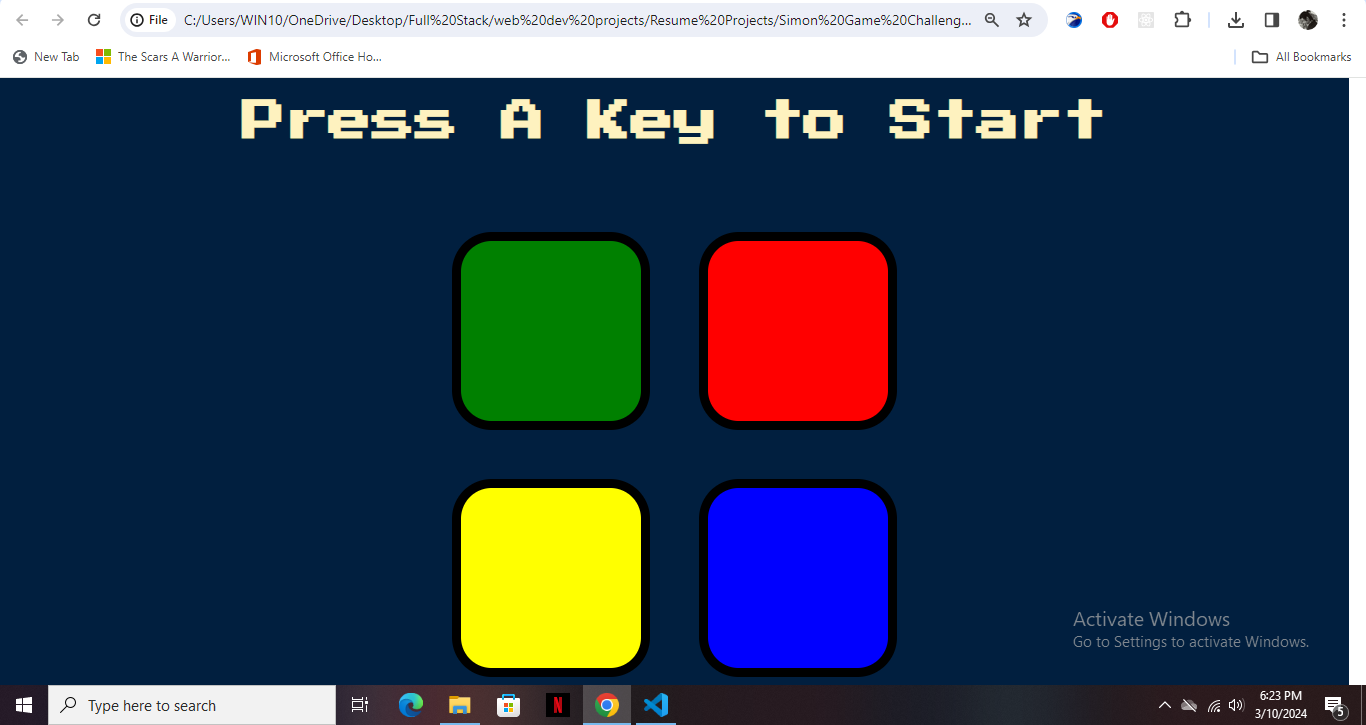 File
C:/Users/WIN10/OneDrive/Desktop/Full%20Stack/web%20dev%20projects/Resume%20Projects/Simon%20Game%20Challeng...
New Tab
The Scars A Warrior...
Microsoft Office Ho...
All Bookmarks
Press A Key to Start
Activate Windows
Go to Settings to activate Windows.
Type here to search
N
6:23 PM
3/10/2024
5